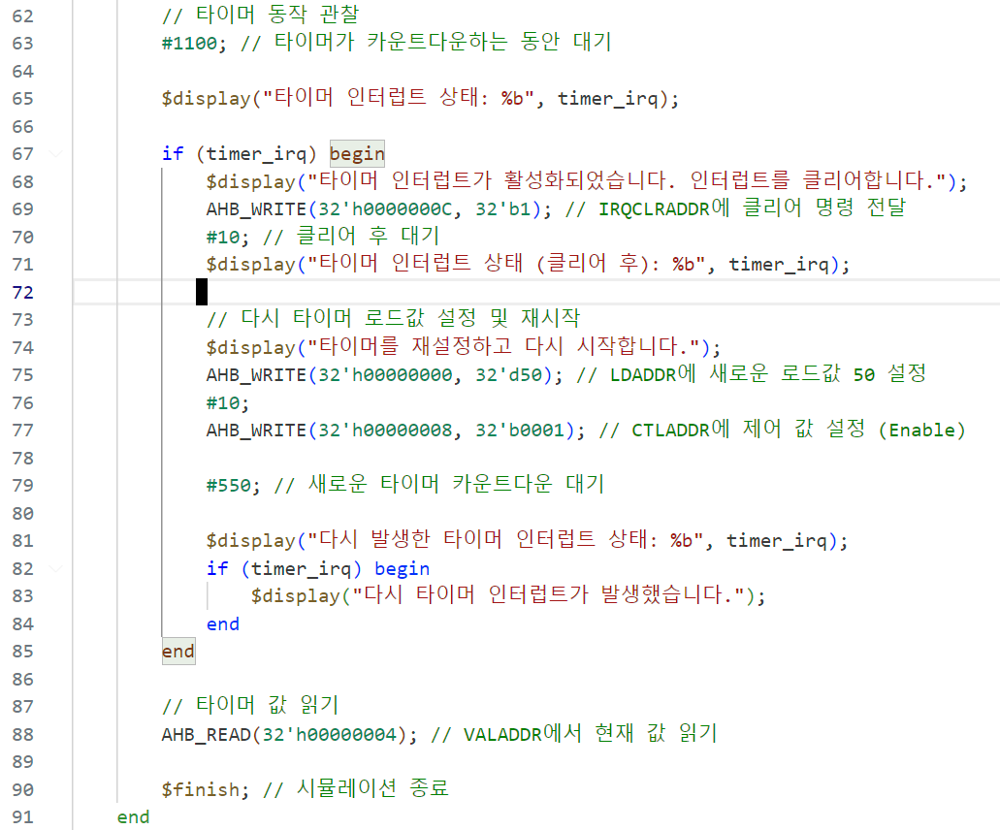 62 // 타이머 동작 관찰
63 #1100; // 타이머가 카운트다운하는 동안 대기
64
65 $display("타이머 인터럽트 상태: %b", timer_irq);
66
67 if (timer_irq) begin
68 $display("타이머 인터럽트가 활성화되었습니다. 인터럽트를 클리어합니다.");
69 AHB_WRITE(32'h0000000C, 32'b1); // IRQCLRADDR에 클리어 명령 전달
70 #10; // 클리어 후 대기
71 $display("타이머 인터럽트 상태 (클리어 후): %b", timer_irq);
72
73 // 다시 타이머 로드값 설정 및 재시작
74 $display("타이머를 재설정하고 다시 시작합니다.");
75 AHB_WRITE(32'h00000000, 32'd50); // LDADDR에 새로운 로드값 50 설정
76 #10;
77 AHB_WRITE(32'h00000008, 32'b0001); // CTLADDR에 제어 값 설정 (Enable)
78
79 #550; // 새로운 타이머 카운트다운 대기
80
81 $display("다시 발생한 타이머 인터럽트 상태: %b", timer_irq);
82 if (timer_irq) begin
83 $display("다시 타이머 인터럽트가 발생했습니다.");
84 end
85 end
86
87 // 타이머 값 읽기
88 AHB_READ(32'h00000004); // VALADDR에서 현재 값 읽기
89
90 $finish; // 시뮬레이션 종료
91 end